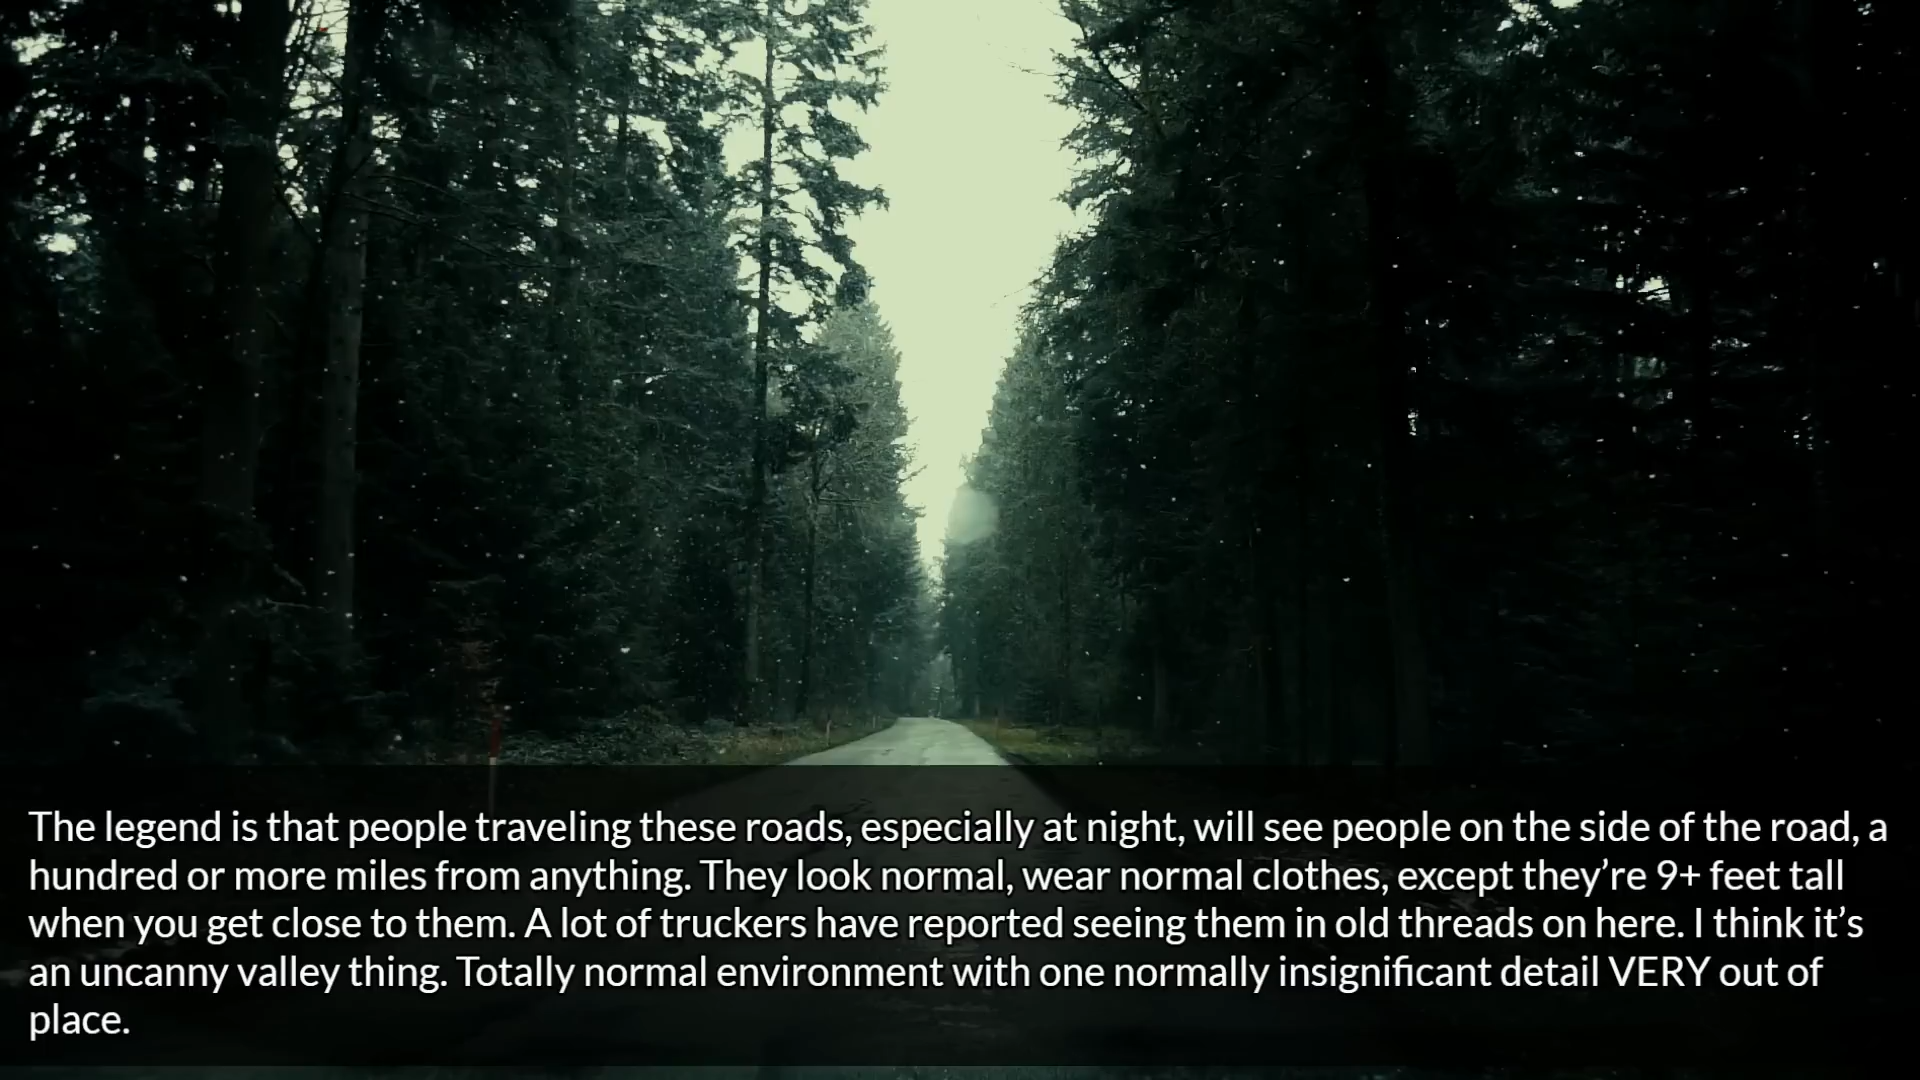 The legend is that people traveling these roads, especially at night, will see people on the side of the road, a
hundred or more miles from anything. They look normal, wear normal clothes, except they’re 9+ feet tall
when you get close to them. A lot of truckers have reported seeing them in old threads on here. I think it’s
an uncanny valley thing. Totally normal environment with one normally insignificant detail VERY out of
place.